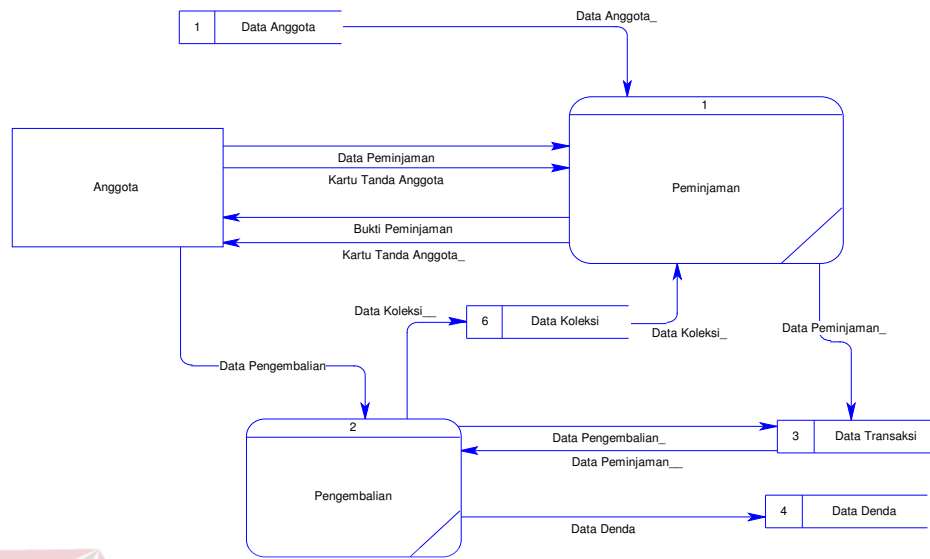 Data Anggota_
1 Data Anggota
1
Data Peminjaman
Kartu Tanda Anggota
Anggota
Peminjaman
Bukti Peminjaman
Kartu Tanda Anggota_
Data Koleksi__
6 Data Koleksi
Data Koleksi_
Data Peminjaman_
Data Pengembalian
2
Data Pengembalian_
3 Data Transaksi
Data Peminjaman__
Pengembalian
4 Data Denda
Data Denda